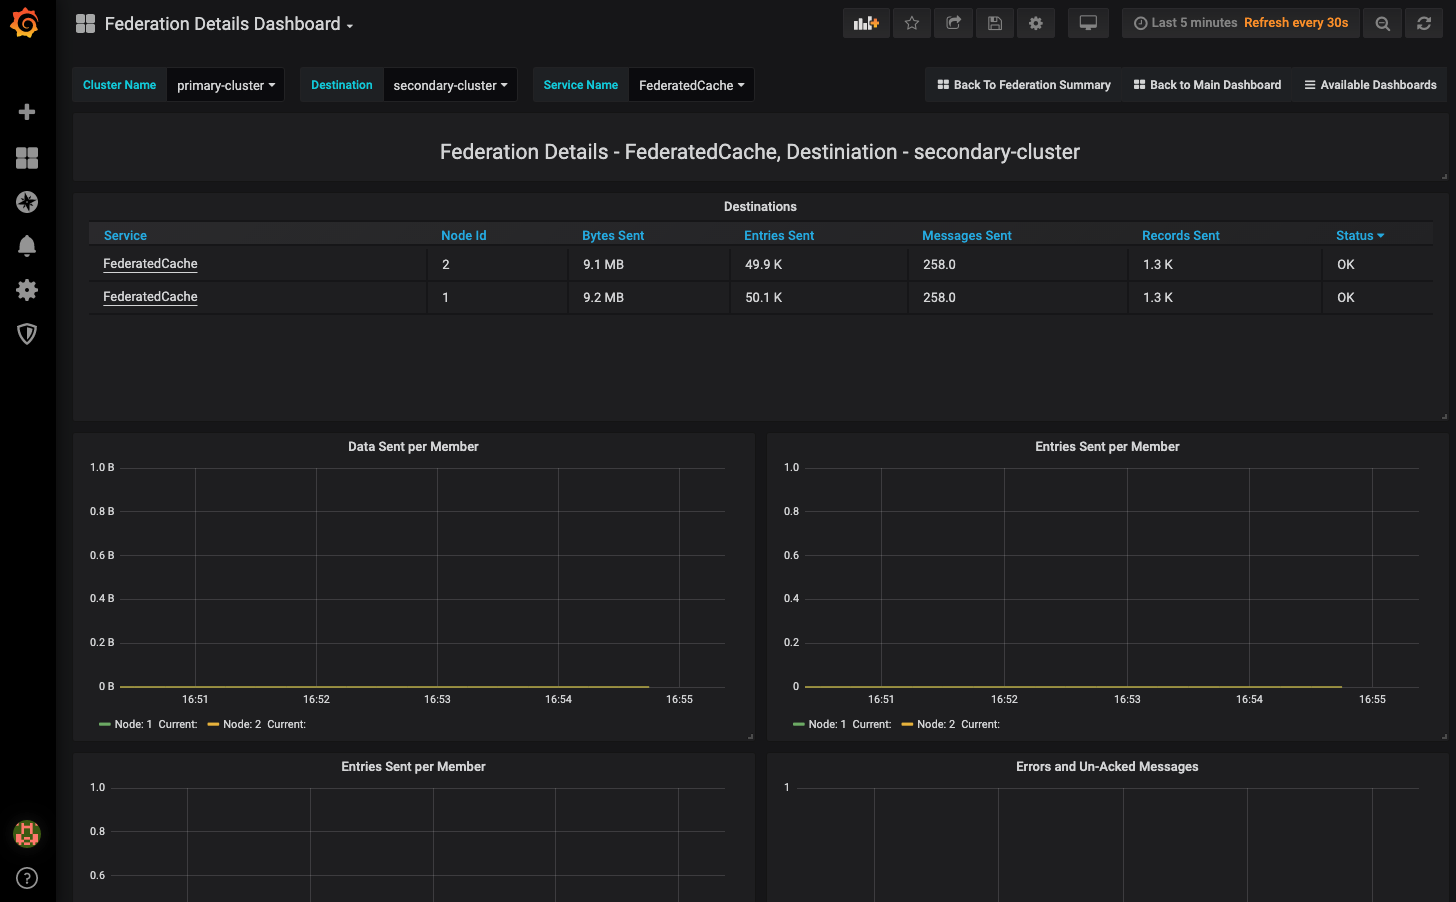 Federation Details Dashboard
Last 5 minutes Refresh every 30s
Cluster Name primary-cluster Destination secondary-cluster Service Name FederatedCache Back To Federation Summary Back to Main Dashboard Available Dashboards
Federation Details - FederatedCache, Destiniation - secondary-cluster
Destinations
Service Node Id Bytes Sent Entries Sent Messages Sent Records Sent Status
FederatedCache 2 9.1 MB 49.9 K 258.0 1.3 K OK
FederatedCache 1 9.2 MB 50.1 K 258.0 1.3 K OK
Data Sent per Member
1.0 B
0.8 B
0.6 B
0.4 B
0.2 B
0 B
16:51 16:52 16:53 16:54 16:55
Node: 1 Current: Node: 2 Current:
Entries Sent per Member
1.0
0.8
0.6
0.4
0.2
0
16:51 16:52 16:53 16:54 16:55
Node: 1 Current: Node: 2 Current:
Entries Sent per Member
1.0
0.8
0.6
Errors and Un-Acked Messages
1
?